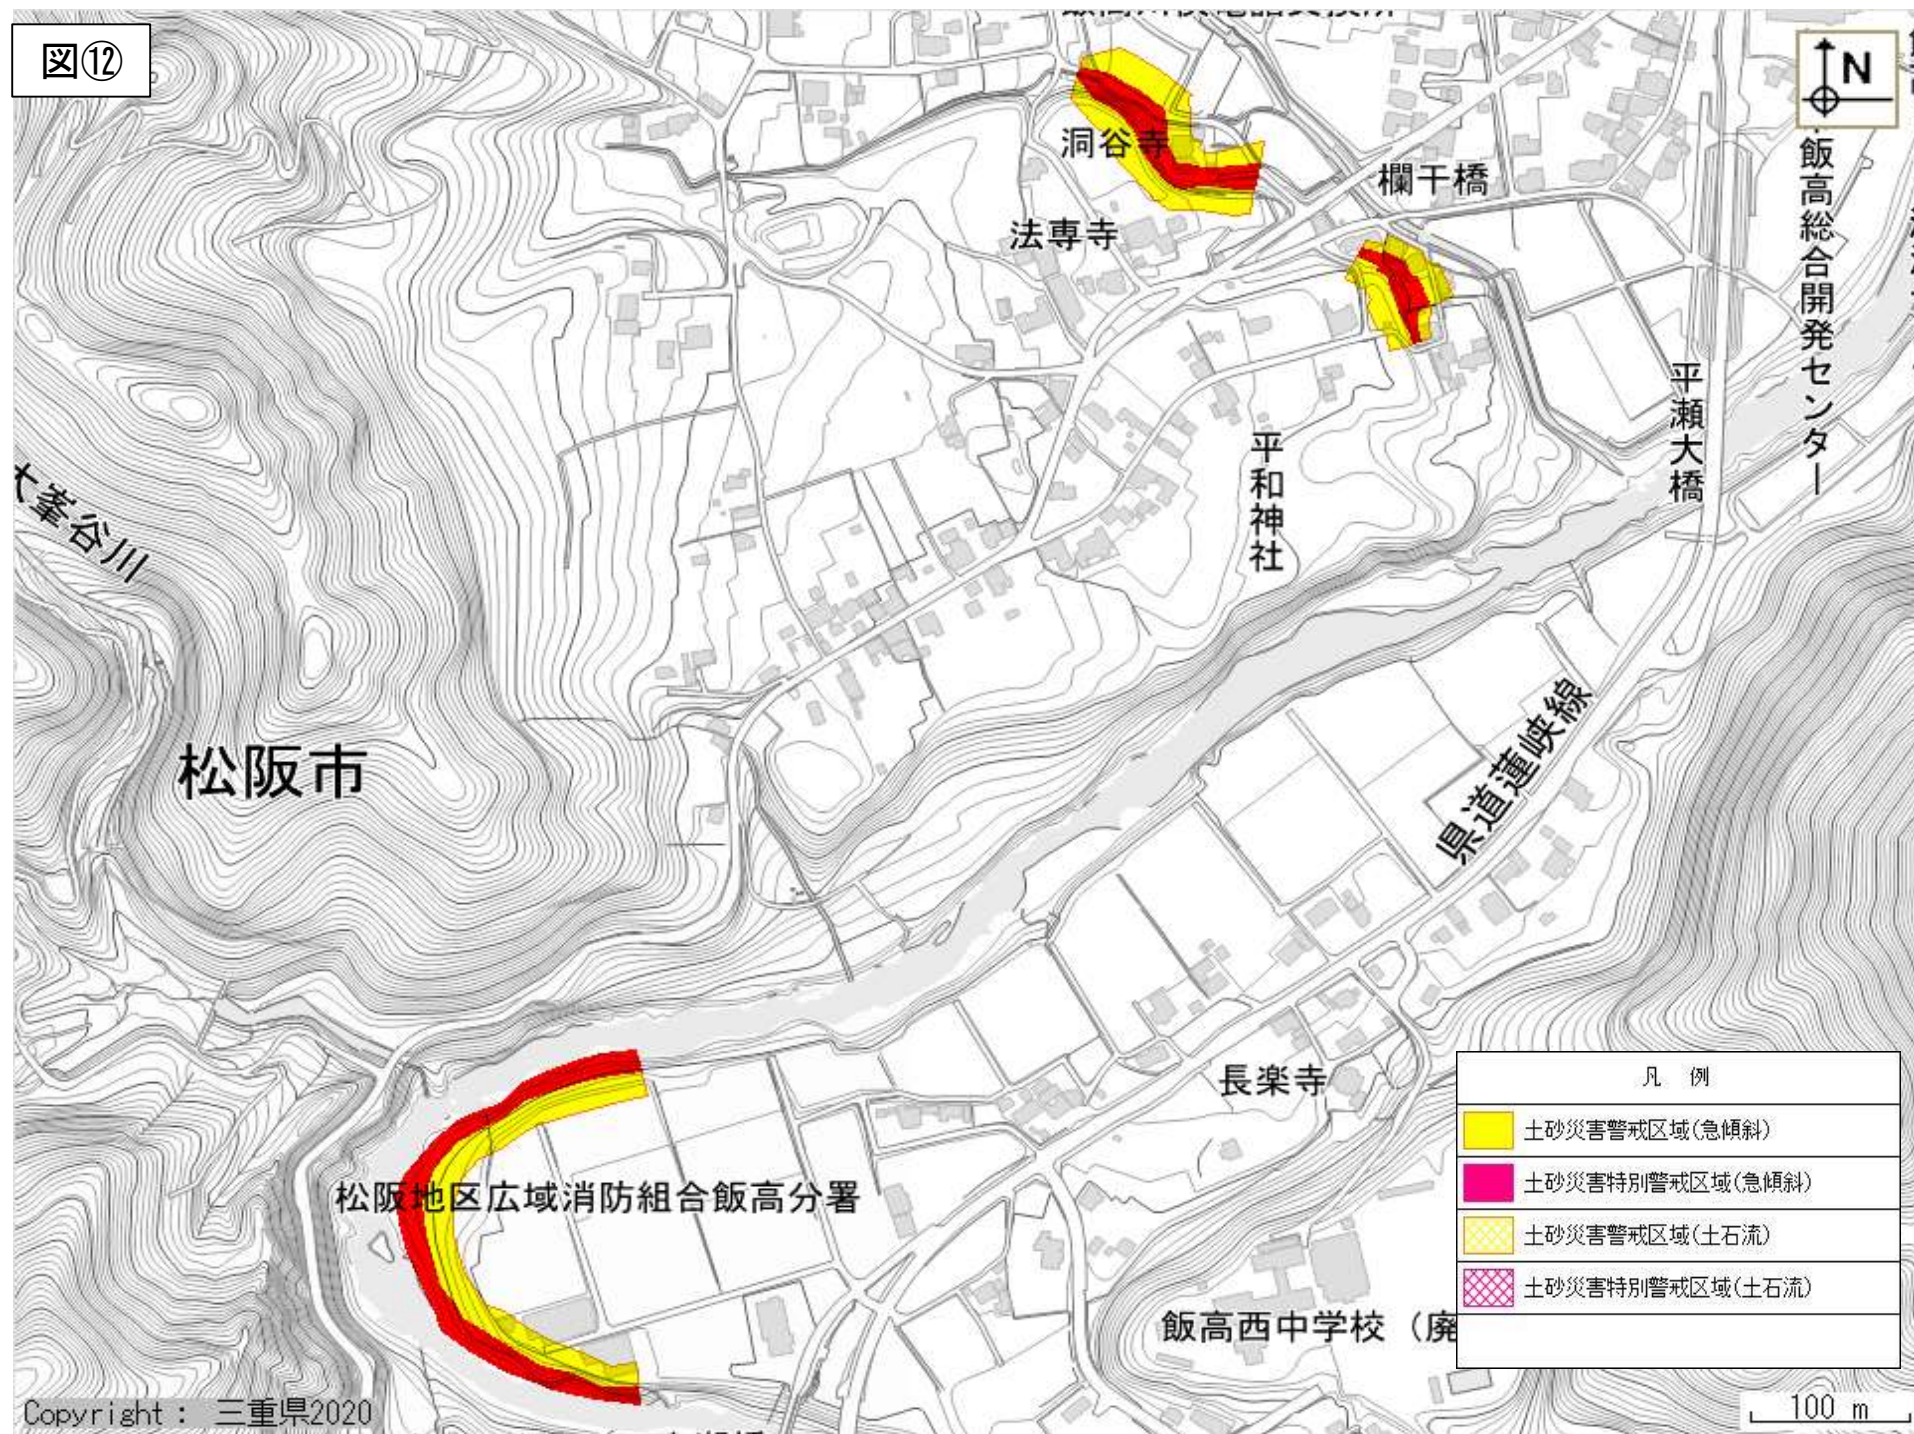 図⑫
N
洞谷寺
欄干橋
法専寺
飯高総合開発センター
平瀬大橋
平和神社
大峯谷川
松阪市
県道蓮峡線
長楽寺
松阪地区広域消防組合飯高分署
飯高西中学校（廃
凡 例
土砂災害警戒区域(急傾斜)
土砂災害特別警戒区域(急傾斜)
土砂災害警戒区域(土石流)
土砂災害特別警戒区域(土石流)
Copyright : 三重県2020
100 m